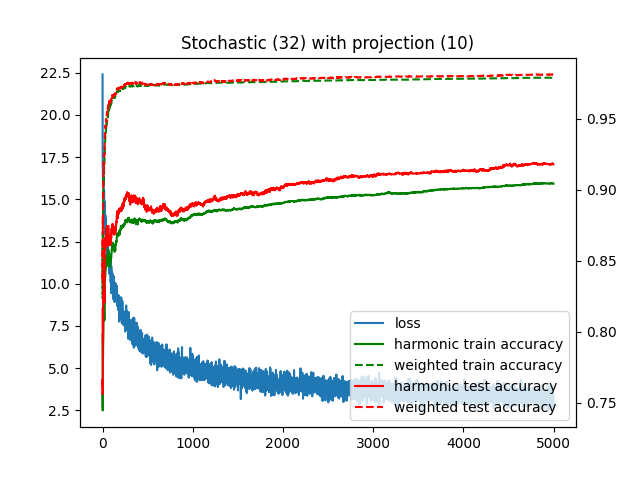 Stochastic (32) with projection (10)
22.5
20.0
17.5
15.0
12.5
10.0
7.5
5.0
2.5
0.95
0.90
0.85
0.80
0.75
loss
harmonic train accuracy
weighted train accuracy
harmonic test accuracy
weighted test accuracy
0 1000 2000 3000 4000 5000